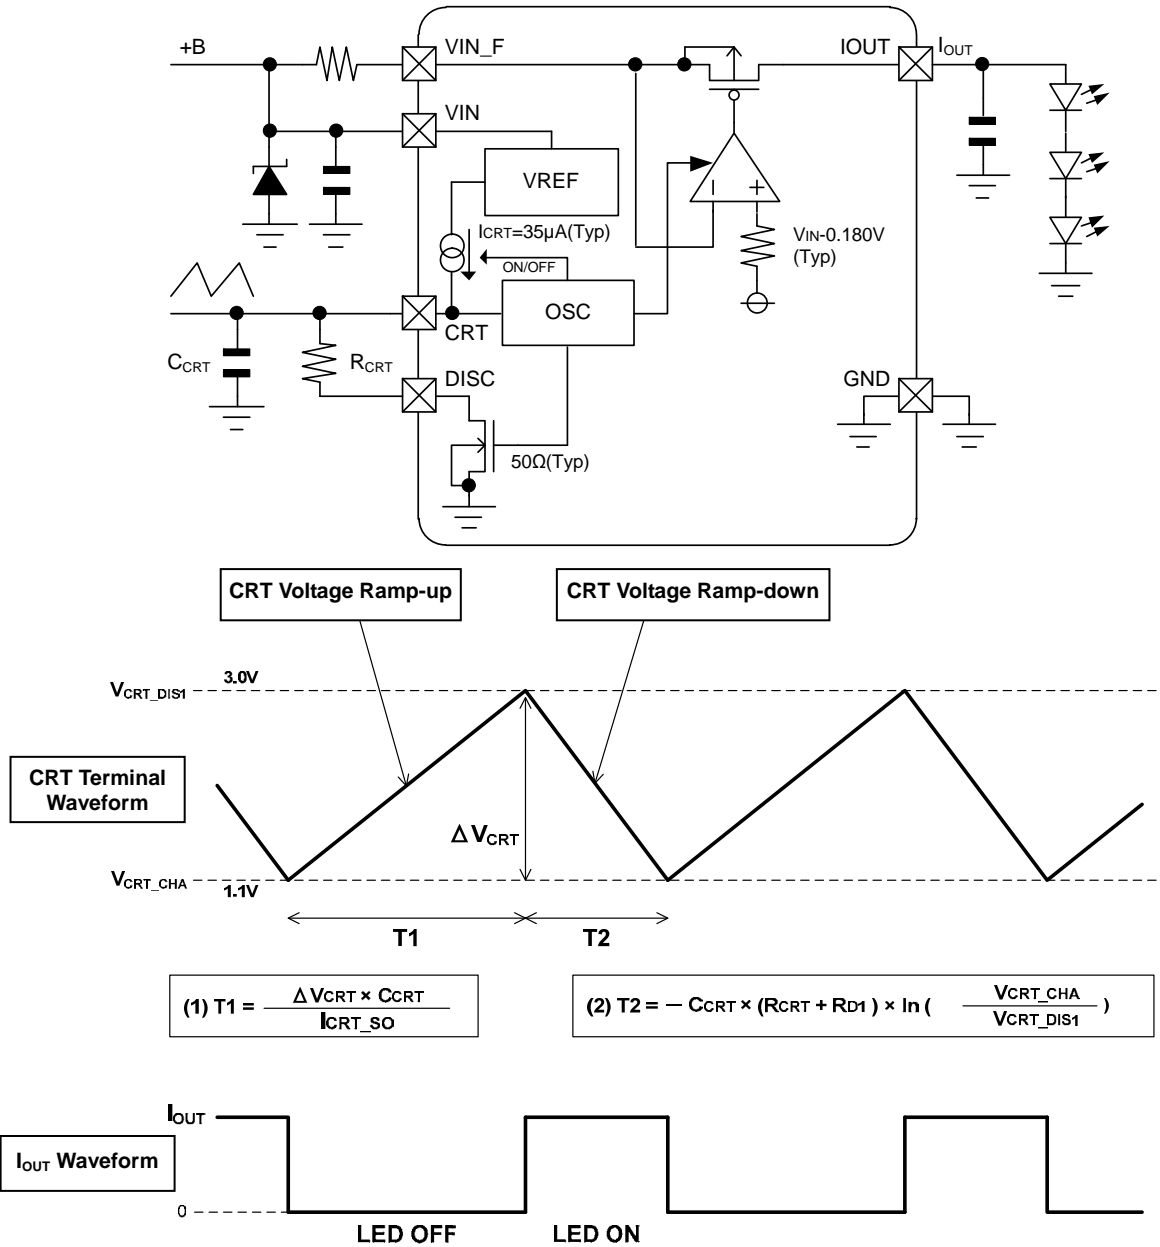 +B
VIN_F
IOUT
IOUT
VIN
VREF
ICRT=35µA(Typ)
VIN-0.180V
(Typ)
ON/OFF
OSC
CRT
CCRT
RCRT
DISC
GND
50Ω(Typ)
CRT Voltage Ramp-up
CRT Voltage Ramp-down
VCRT_DIS1
3.0V
CRT Terminal
Waveform
Δ VCRT
VCRT_CHA
1.1V
T1
T2
(1) T1 = Δ VCRT × CCRT / ICRT_SO
(2) T2 = − CCRT × (RCRT + RD1 ) × ln ( VCRT_CHA / VCRT_DIS1 )
IOUT
IOUT Waveform
0
LED OFF
LED ON